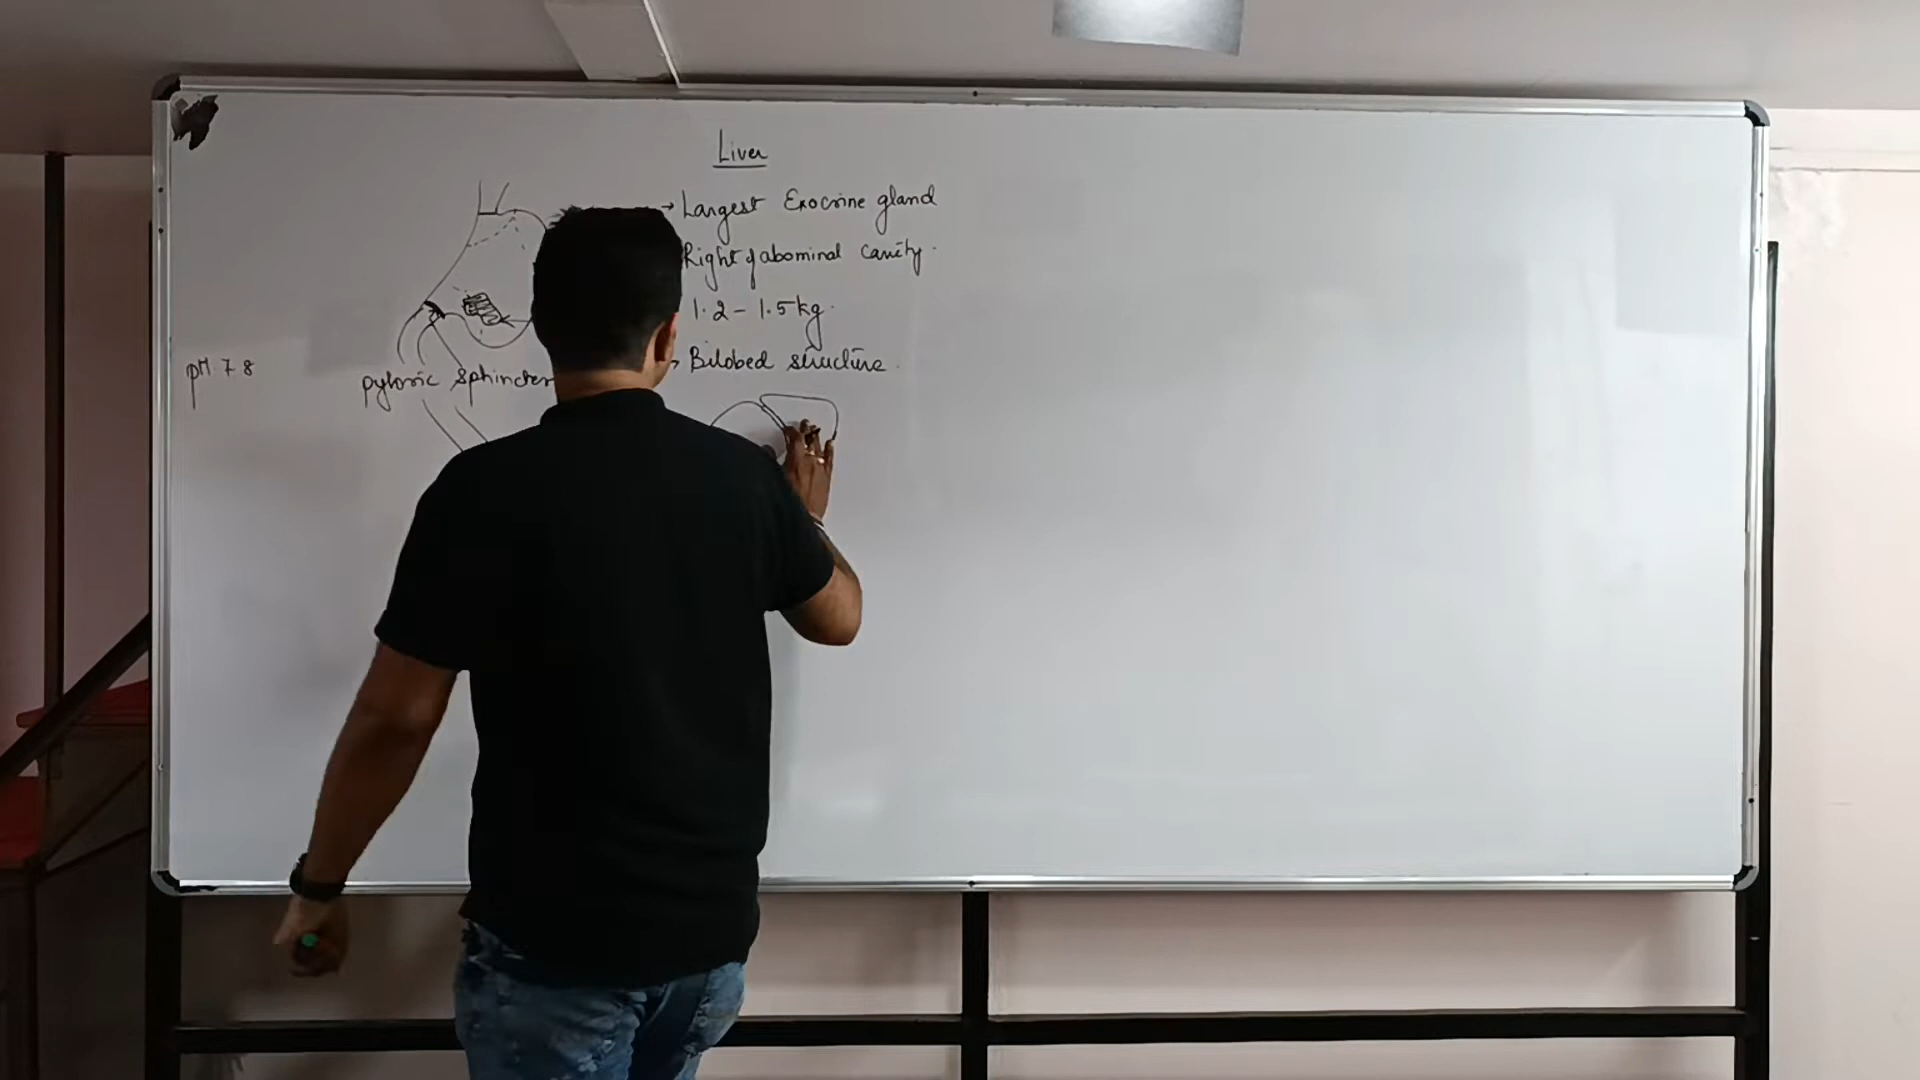 Liver
→ Largest Exocrine gland
Right of abominal cavity.
1.2 - 1.5 kg.
→ Bilobed structure.
pH 7 8
pyloric sphincter